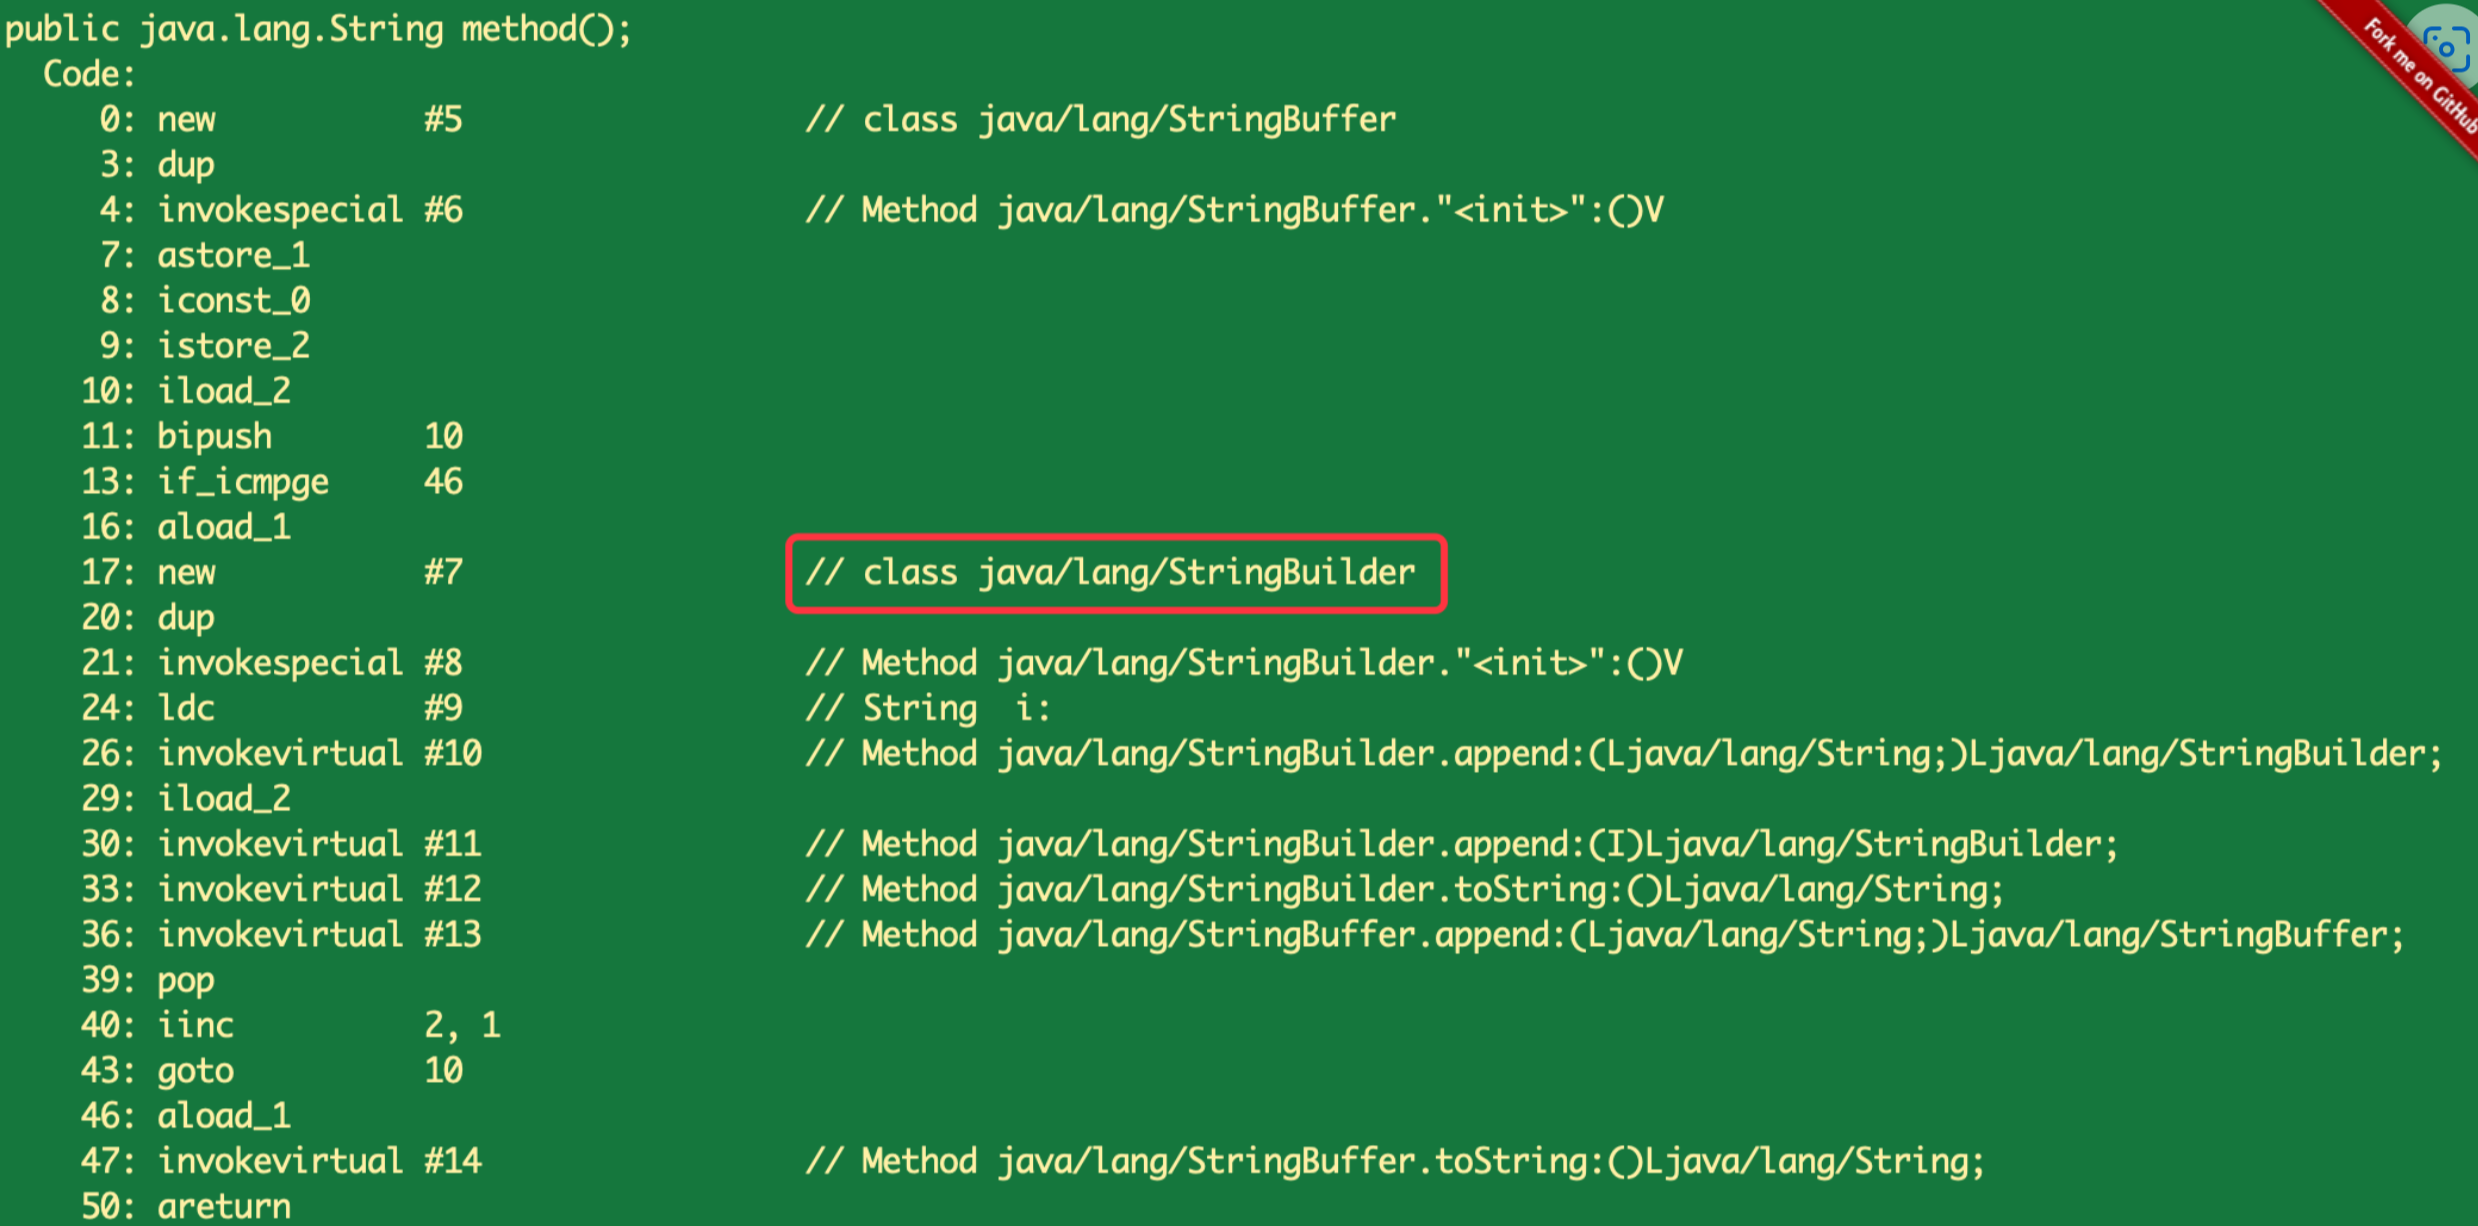 public java.lang.String method();
Code:
0: new #5 // class java/lang/StringBuffer
3: dup
4: invokespecial #6 // Method java/lang/StringBuffer."<init>":()V
7: astore_1
8: iconst_0
9: istore_2
10: iload_2
11: bipush 10
13: if_icmpge 46
16: aload_1
17: new #7 // class java/lang/StringBuilder
20: dup
21: invokespecial #8 // Method java/lang/StringBuilder."<init>":()V
24: ldc #9 // String  i:
26: invokevirtual #10 // Method java/lang/StringBuilder.append:(Ljava/lang/String;)Ljava/lang/StringBuilder;
29: iload_2
30: invokevirtual #11 // Method java/lang/StringBuilder.append:(I)Ljava/lang/StringBuilder;
33: invokevirtual #12 // Method java/lang/StringBuilder.toString:()Ljava/lang/String;
36: invokevirtual #13 // Method java/lang/StringBuffer.append:(Ljava/lang/String;)Ljava/lang/StringBuffer;
39: pop
40: iinc 2, 1
43: goto 10
46: aload_1
47: invokevirtual #14 // Method java/lang/StringBuffer.toString:()Ljava/lang/String;
50: areturn
Fork me on GitHub